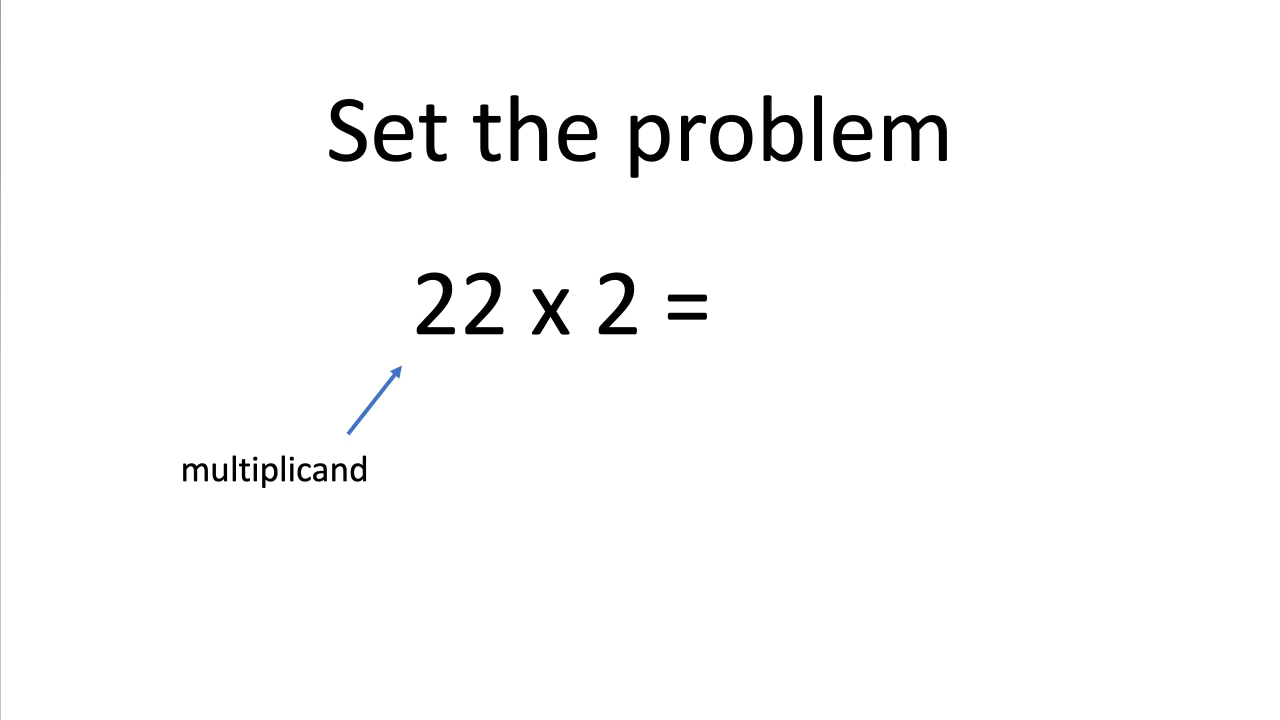 Set the problem
22 x 2 =
multiplicand